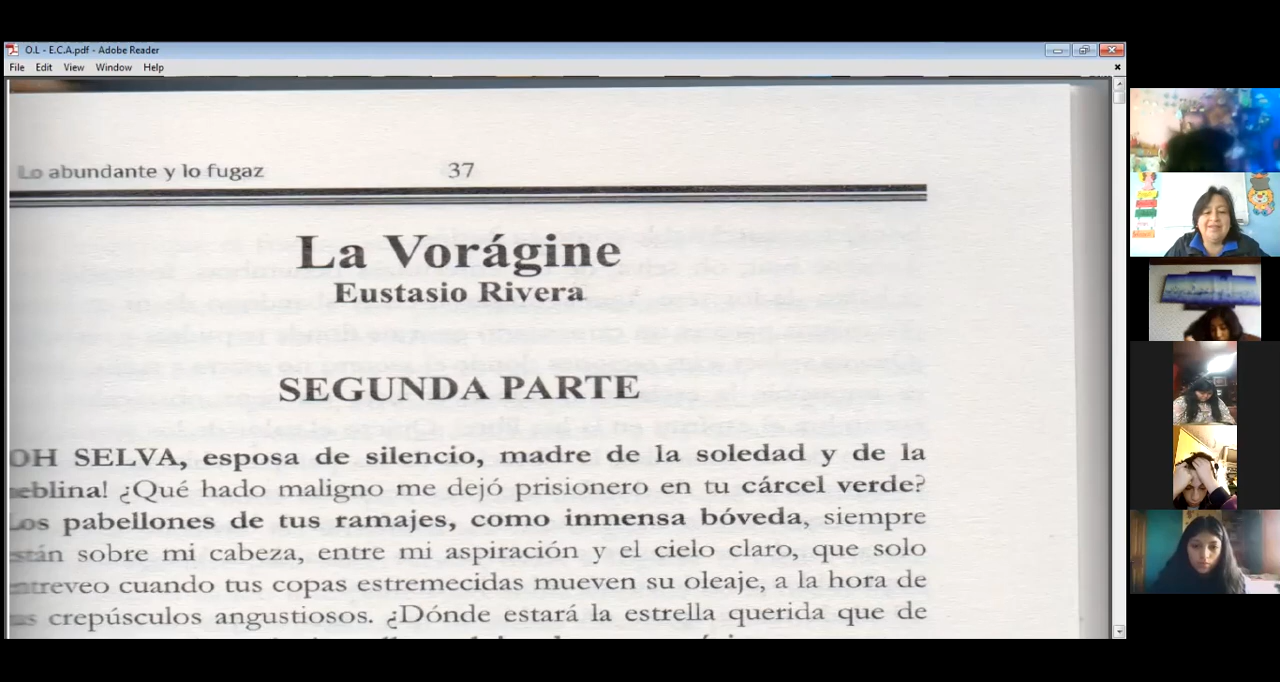 O.L - E.C.A.pdf - Adobe Reader
File Edit View Window Help
Lo abundante y lo fugaz 37
La Vorágine
Eustasio Rivera
SEGUNDA PARTE
OH SELVA, esposa de silencio, madre de la soledad y de la
neblina! ¿Qué hado maligno me dejó prisionero en tu cárcel verde?
Los pabellones de tus ramajes, como inmensa bóveda, siempre
están sobre mi cabeza, entre mi aspiración y el cielo claro, que solo
entreveo cuando tus copas estremecidas mueven su oleaje, a la hora de
us crepúsculos angustiosos. ¿Dónde estará la estrella querida que de